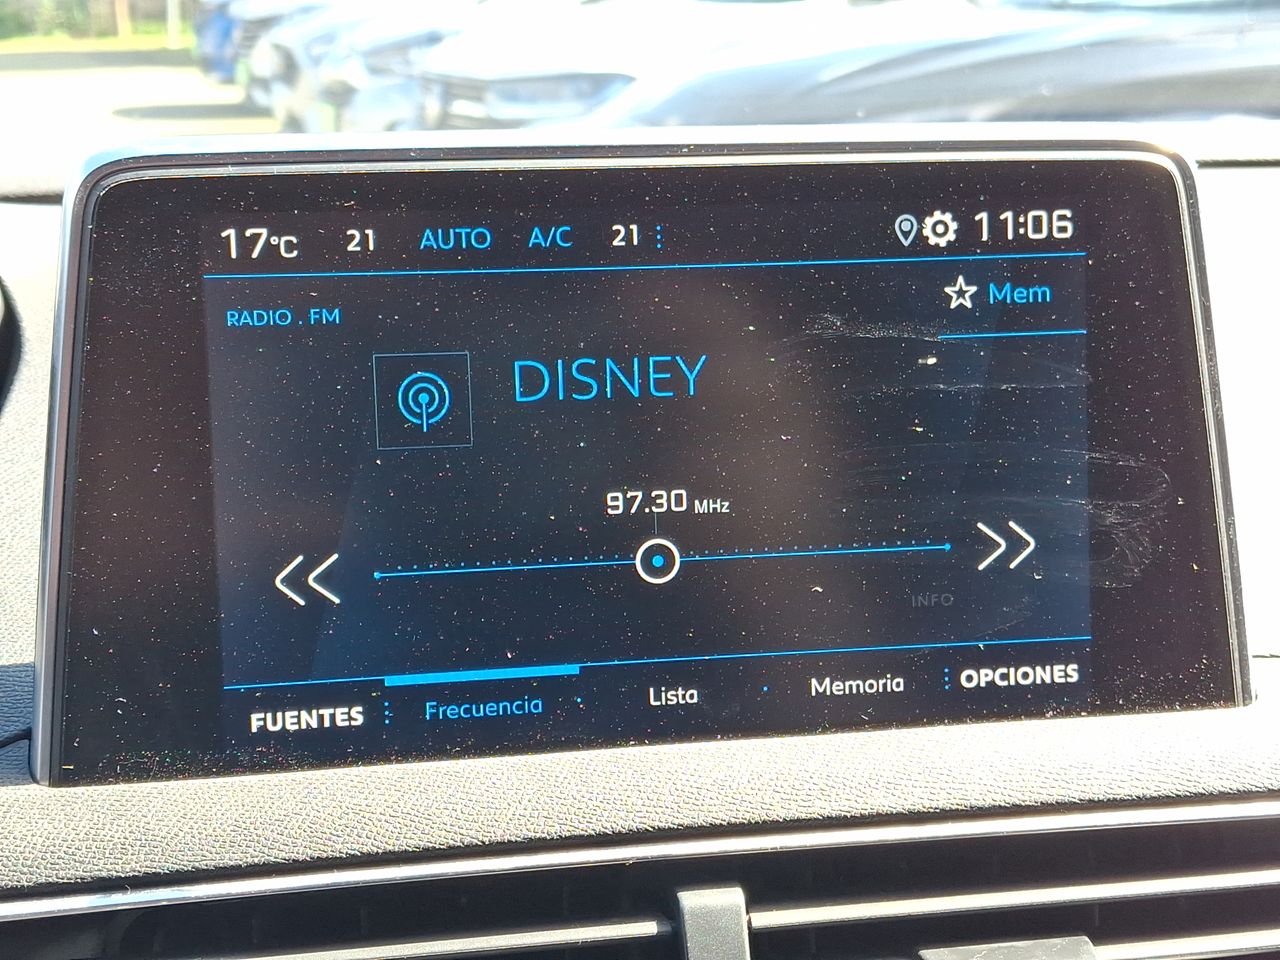 17°C 21 AUTO A/C 21 11:06
Mem
RADIO . FM
DISNEY
97.30 MHz
INFO
FUENTES Frecuencia Lista Memoria OPCIONES